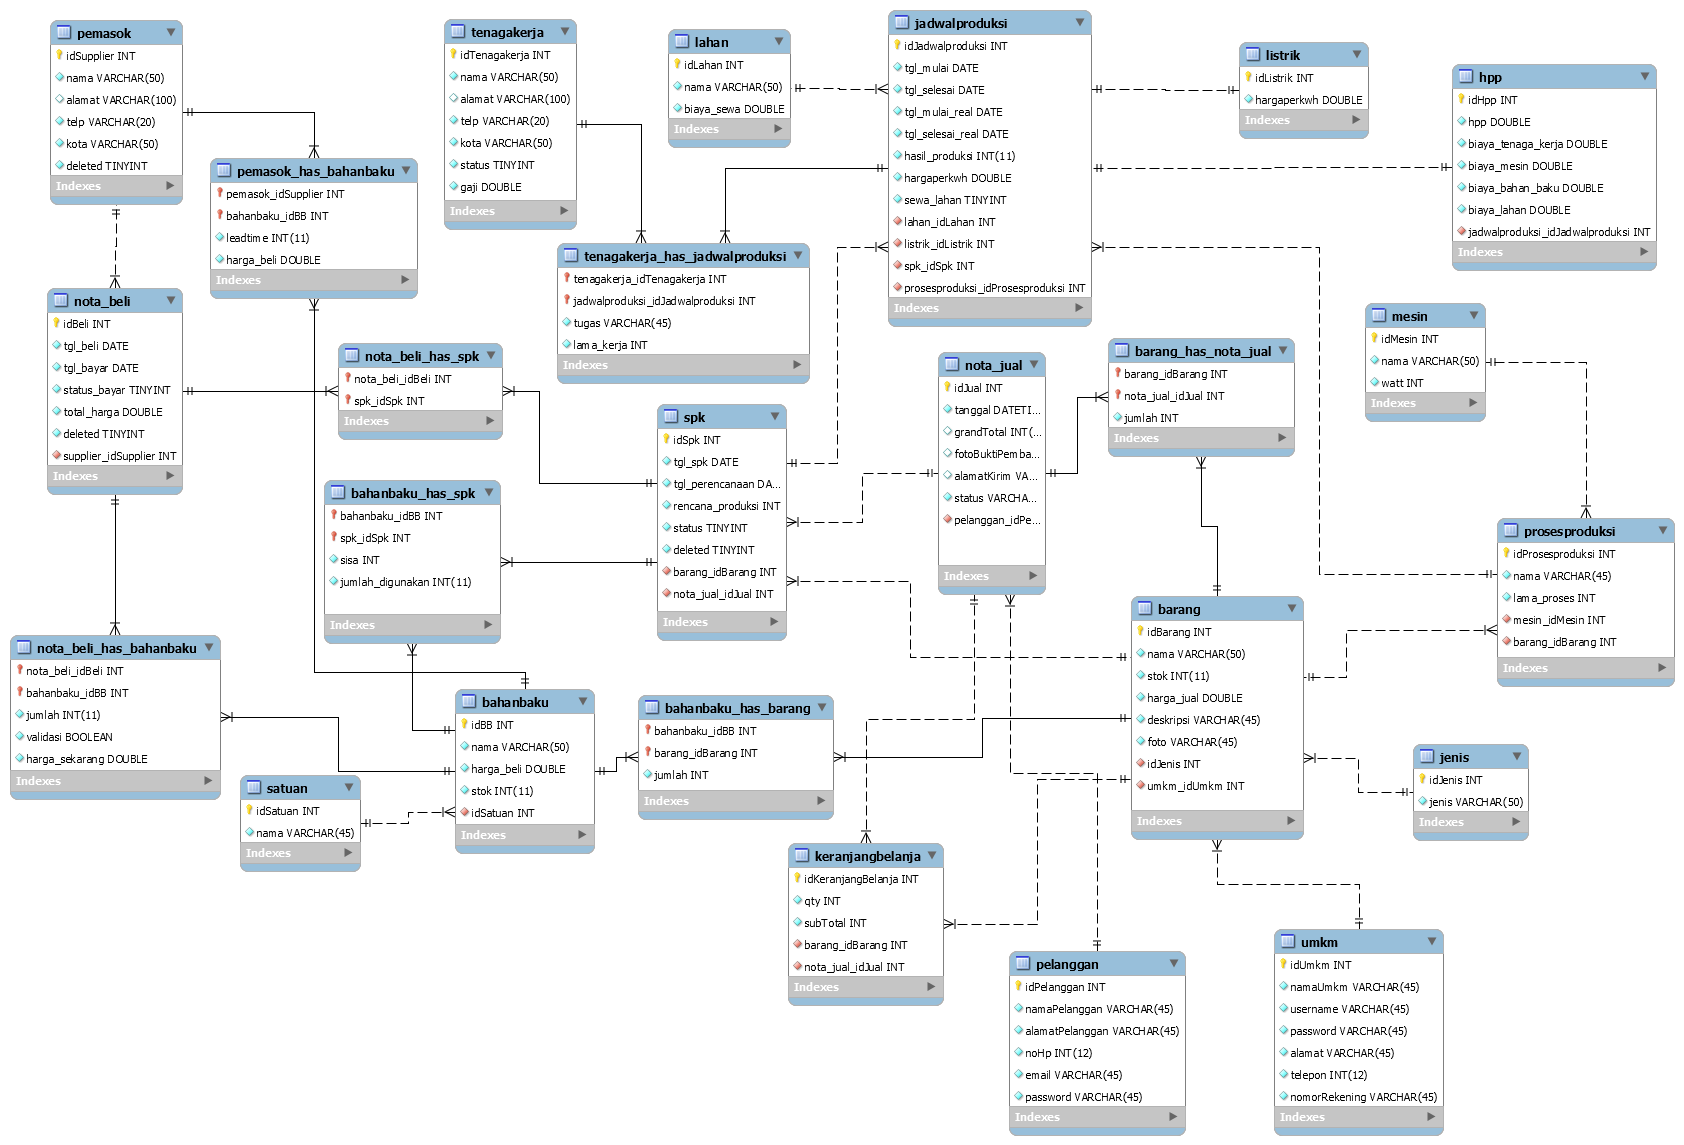 pemasok
idSupplier INT
nama VARCHAR(50)
alamat VARCHAR(100)
telp VARCHAR(20)
kota VARCHAR(50)
deleted TINYINT
Indexes
tenagakerja
idTenagakerja INT
nama VARCHAR(50)
alamat VARCHAR(100)
telp VARCHAR(20)
kota VARCHAR(50)
status TINYINT
gaji DOUBLE
Indexes
lahan
idLahan INT
nama VARCHAR(50)
biaya_sewa DOUBLE
Indexes
jadwalproduksi
idJadwalproduksi INT
tgl_mulai DATE
tgl_selesai DATE
tgl_mulai_real DATE
tgl_selesai_real DATE
hasil_produksi INT(11)
hargaperkwh DOUBLE
sewa_lahan TINYINT
lahan_idLahan INT
listrik_idListrik INT
spk_idSpk INT
prosesproduksi_idProsesproduksi INT
Indexes
listrik
idListrik INT
hargaperkwh DOUBLE
Indexes
hpp
idHpp INT
hpp DOUBLE
biaya_tenaga_kerja DOUBLE
biaya_mesin DOUBLE
biaya_bahan_baku DOUBLE
biaya_lahan DOUBLE
jadwalproduksi_idJadwalproduksi INT
Indexes
pemasok_has_bahanbaku
pemasok_idSupplier INT
bahanbaku_idBB INT
leadtime INT(11)
harga_beli DOUBLE
Indexes
tenagakerja_has_jadwalproduksi
tenagakerja_idTenagakerja INT
jadwalproduksi_idJadwalproduksi INT
tugas VARCHAR(45)
lama_kerja INT
Indexes
nota_beli
idBeli INT
tgl_beli DATE
tgl_bayar DATE
status_bayar TINYINT
total_harga DOUBLE
deleted TINYINT
supplier_idSupplier INT
Indexes
nota_beli_has_spk
nota_beli_idBeli INT
spk_idSpk INT
Indexes
mesin
idMesin INT
nama VARCHAR(50)
watt INT
Indexes
nota_jual
idJual INT
tanggal DATETI...
grandTotal INT(...
fotoBuktiPemba...
alamatKirim VA...
status VARCHA...
pelanggan_idPe...
Indexes
barang_has_nota_jual
barang_idBarang INT
nota_jual_idJual INT
jumlah INT
Indexes
spk
idSpk INT
tgl_spk DATE
tgl_perencanaan DA...
rencana_produksi INT
status TINYINT
deleted TINYINT
barang_idBarang INT
nota_jual_idJual INT
Indexes
bahanbaku_has_spk
bahanbaku_idBB INT
spk_idSpk INT
sisa INT
jumlah_digunakan INT(11)
Indexes
prosesproduksi
idProsesproduksi INT
nama VARCHAR(45)
lama_proses INT
mesin_idMesin INT
barang_idBarang INT
Indexes
barang
idBarang INT
nama VARCHAR(50)
stok INT(11)
harga_jual DOUBLE
deskripsi VARCHAR(45)
foto VARCHAR(45)
idJenis INT
umkm_idUmkm INT
Indexes
nota_beli_has_bahanbaku
nota_beli_idBeli INT
bahanbaku_idBB INT
jumlah INT(11)
validasi BOOLEAN
harga_sekarang DOUBLE
Indexes
bahanbaku
idBB INT
nama VARCHAR(50)
harga_beli DOUBLE
stok INT(11)
idSatuan INT
Indexes
bahanbaku_has_barang
bahanbaku_idBB INT
barang_idBarang INT
jumlah INT
Indexes
jenis
idJenis INT
jenis VARCHAR(50)
Indexes
satuan
idSatuan INT
nama VARCHAR(45)
Indexes
keranjangbelanja
idKeranjangBelanja INT
qty INT
subTotal INT
barang_idBarang INT
nota_jual_idJual INT
Indexes
pelanggan
idPelanggan INT
namaPelanggan VARCHAR(45)
alamatPelanggan VARCHAR(45)
noHp INT(12)
email VARCHAR(45)
password VARCHAR(45)
Indexes
umkm
idUmkm INT
namaUmkm VARCHAR(45)
username VARCHAR(45)
password VARCHAR(45)
alamat VARCHAR(45)
telepon INT(12)
nomorRekening VARCHAR(45)
Indexes